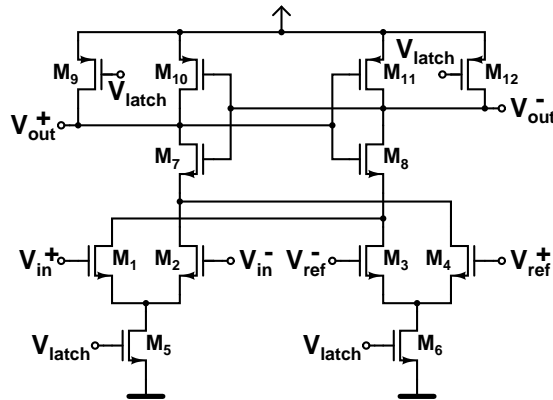 M9
Vlatch
M10
M11
Vlatch
M12
Vout+
Vout-
M7
M8
Vin+
M1
M2
Vin-
Vref-
M3
M4
Vref+
Vlatch
M5
Vlatch
M6